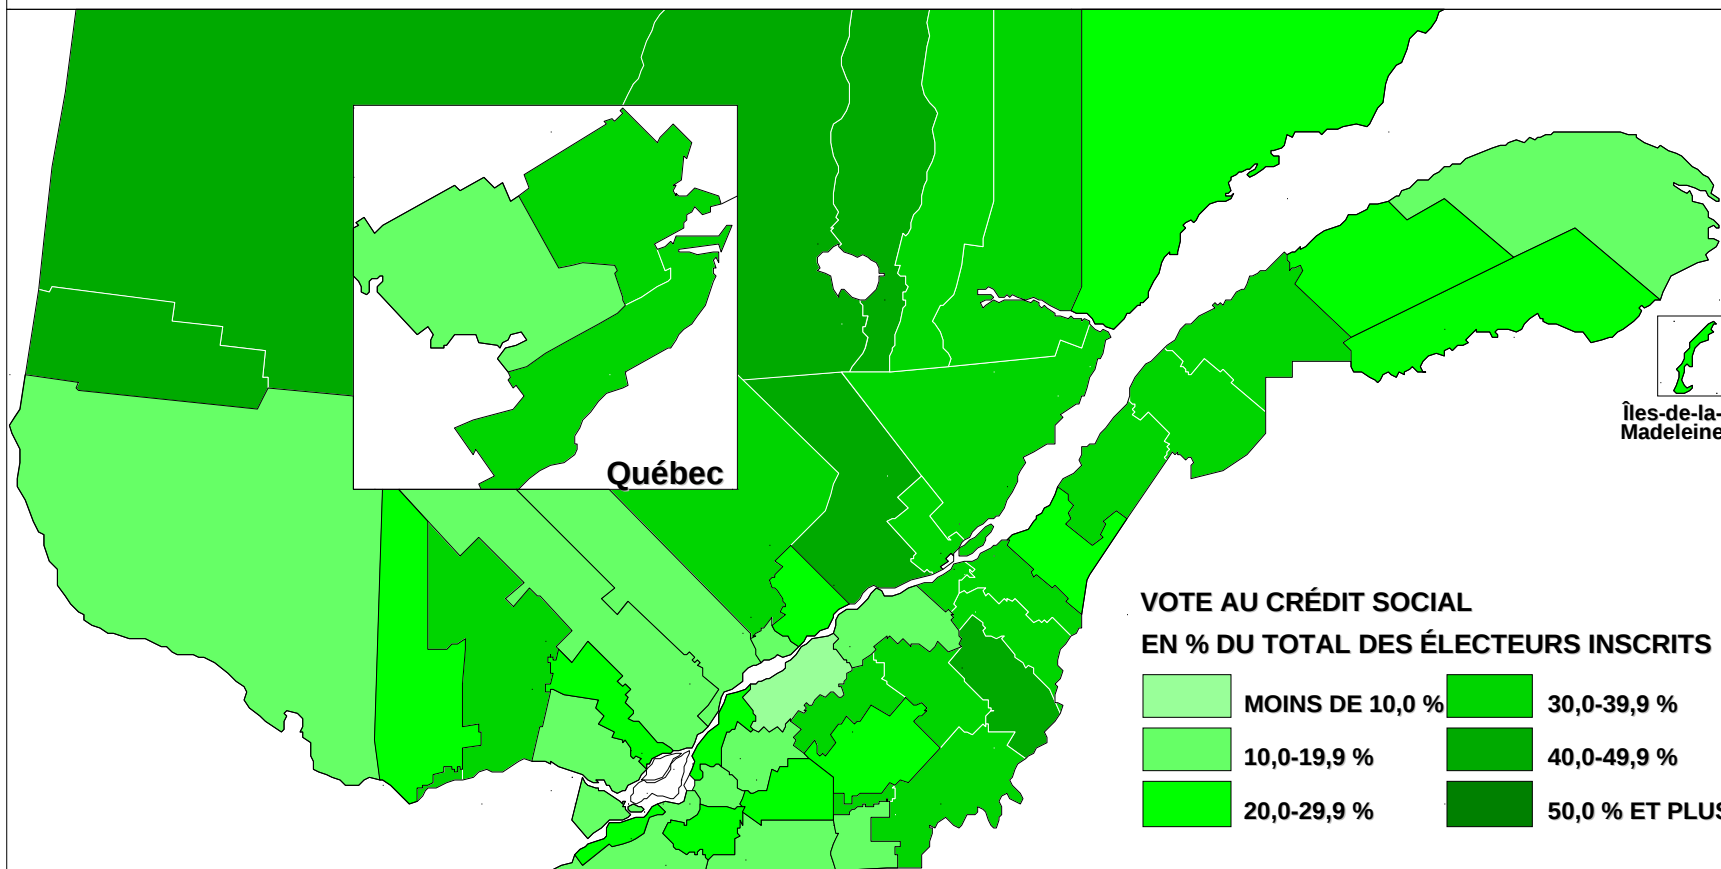 Québec
Îles-de-la-
Madeleine
VOTE AU CRÉDIT SOCIAL
EN % DU TOTAL DES ÉLECTEURS INSCRITS
MOINS DE 10,0 %
30,0-39,9 %
10,0-19,9 %
40,0-49,9 %
20,0-29,9 %
50,0 % ET PLUS